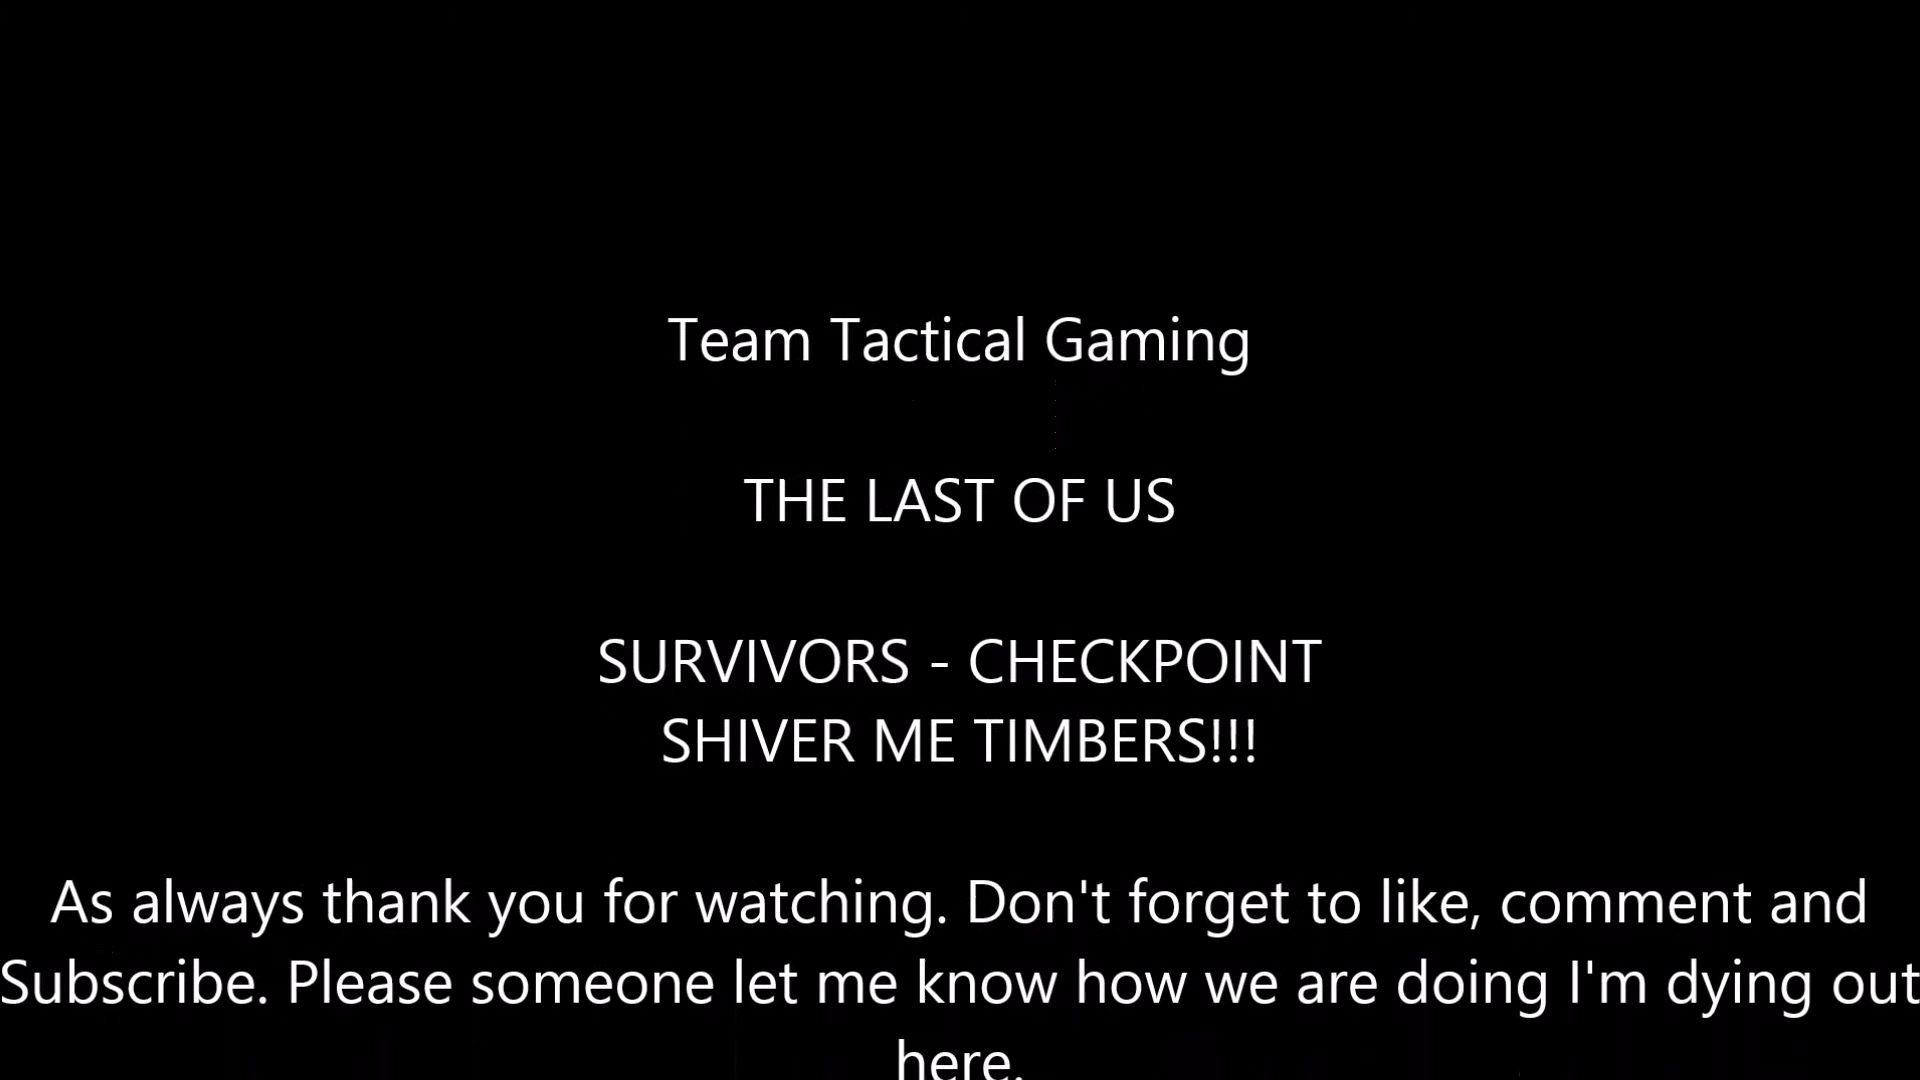 Team Tactical Gaming
THE LAST OF US
SURVIVORS - CHECKPOINT
SHIVER ME TIMBERS!!!
As always thank you for watching. Don't forget to like, comment and
Subscribe. Please someone let me know how we are doing I'm dying out
here.